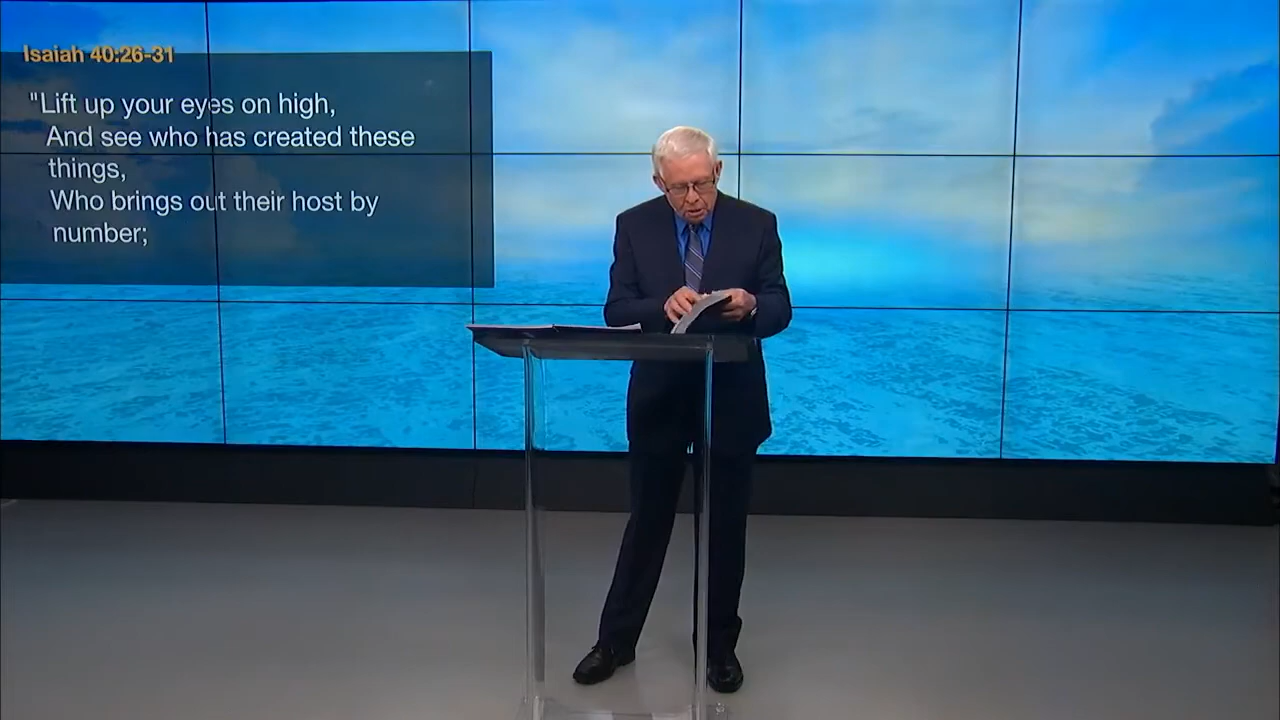 Isaiah 40:26-31
"Lift up your eyes on high,
And see who has created these
things,
Who brings out their host by
number;